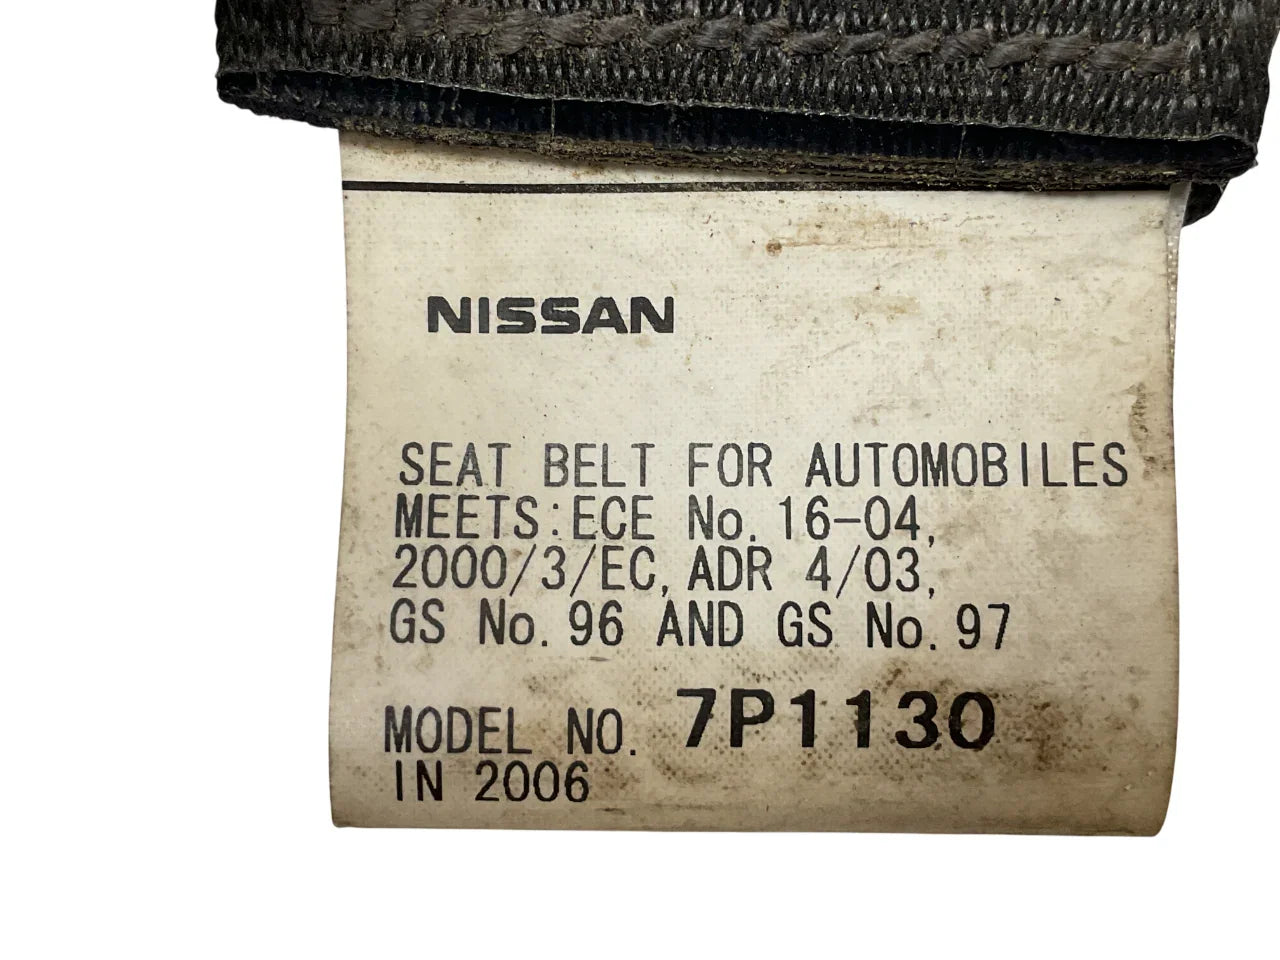 NISSAN
SEAT BELT FOR AUTOMOBILES
MEETS:ECE No.16-04,
2000/3/EC, ADR 4/03,
GS No.96 AND GS No.97
MODEL NO. 7P1130
IN 2006